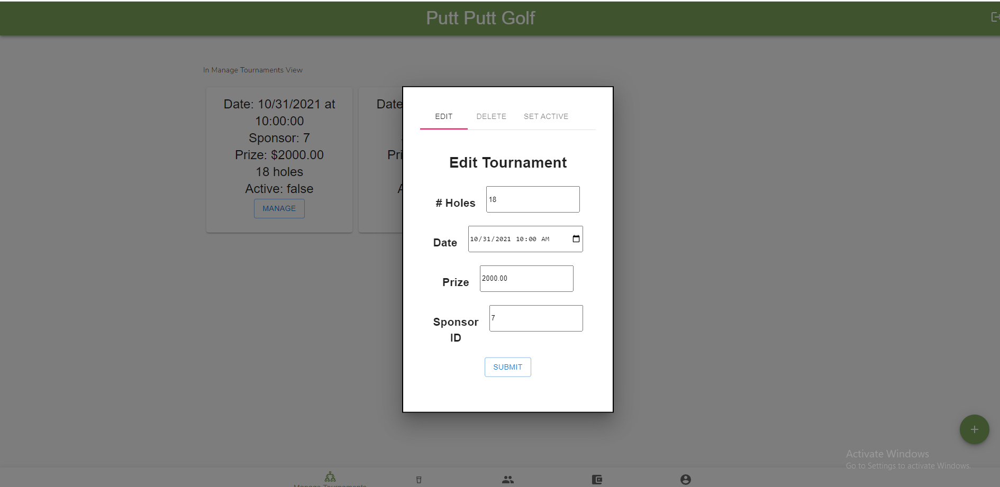 Putt Putt Golf
In Manage Tournaments View
Date: 10/31/2021 at
10:00:00
Sponsor: 7
Prize: $2000.00
18 holes
Active: false
MANAGE
Date
EDIT DELETE SET ACTIVE
Edit Tournament
# Holes 18
Date 10/31/2021 10:00 AM
Prize 2000.00
Sponsor 7
ID
SUBMIT
Activate Windows
Go to Settings to activate Windows.
Manage Tournaments